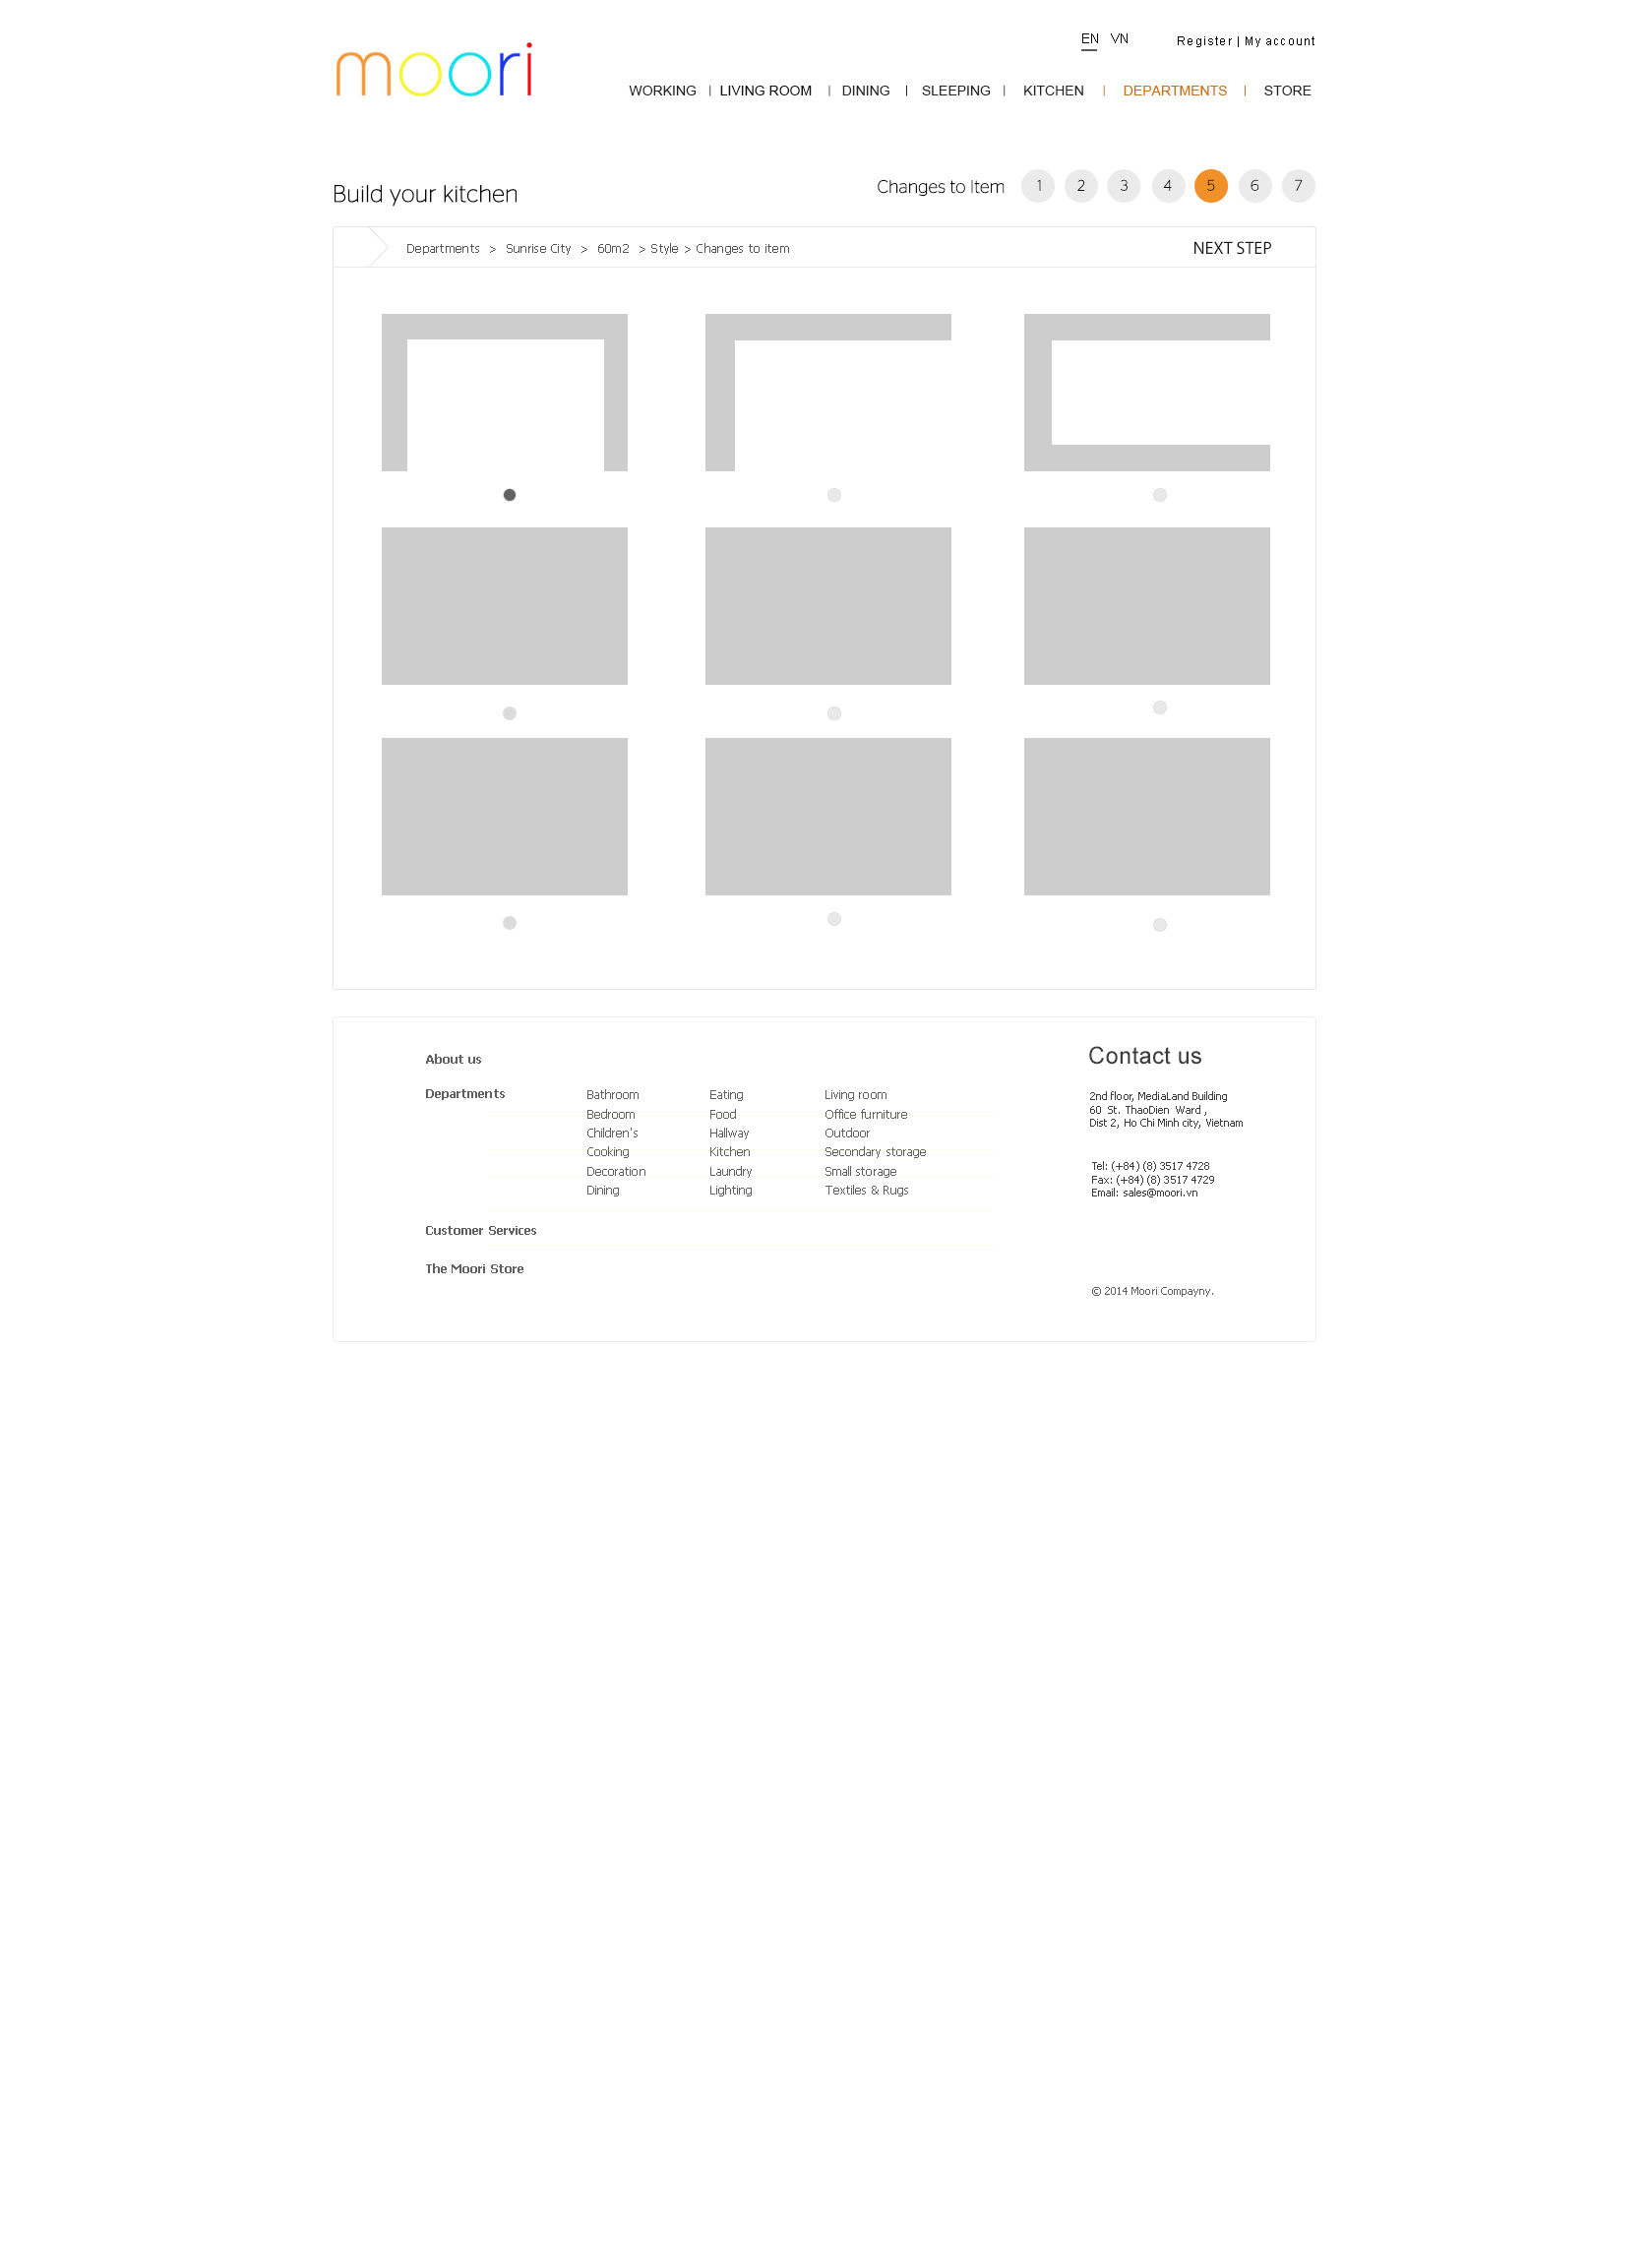 EN VN Register | My account
moori
WORKING | LIVING ROOM | DINING | SLEEPING | KITCHEN | DEPARTMENTS | STORE
Build your kitchen
Changes to Item 1 2 3 4 5 6 7
Departments > Sunrise City > 60m2 > Style > Changes to item
NEXT STEP
About us
Departments
Bathroom
Bedroom
Children's
Cooking
Decoration
Dining
Eating
Food
Hallway
Kitchen
Laundry
Lighting
Living room
Office furniture
Outdoor
Secondary storage
Small storage
Textiles & Rugs
Customer Services
The Moori Store
Contact us
2nd floor, MediaLand Building
60 St. ThaoDien Ward ,
Dist 2, Ho Chi Minh city, Vietnam
Tel: (+84) (8) 3517 4728
Fax: (+84) (8) 3517 4729
Email: sales@moori.vn
© 2014 Moori Compayny.